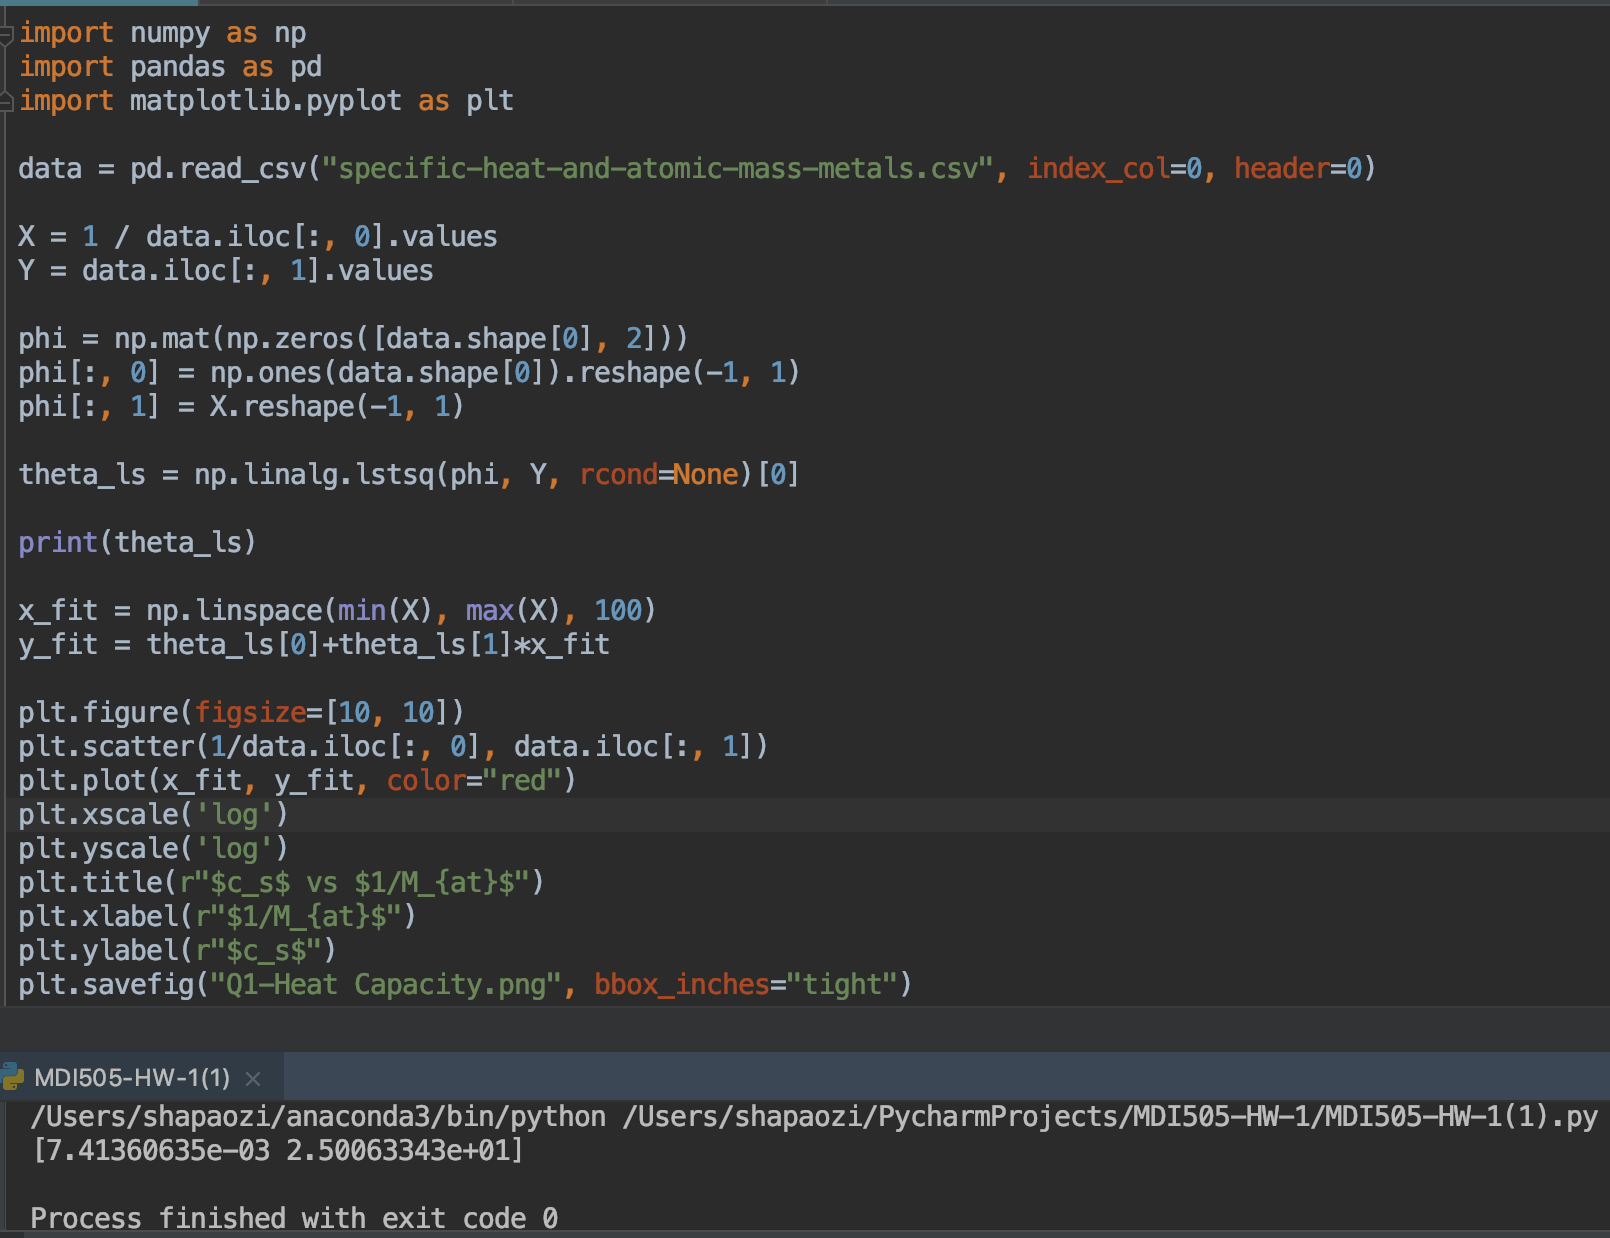 import numpy as np
import pandas as pd
import matplotlib.pyplot as plt
data = pd.read_csv("specific-heat-and-atomic-mass-metals.csv", index_col=0, header=0)
X = 1 / data.iloc[:, 0].values
Y = data.iloc[:, 1].values
phi = np.mat(np.zeros([data.shape[0], 2]))
phi[:, 0] = np.ones(data.shape[0]).reshape(-1, 1)
phi[:, 1] = X.reshape(-1, 1)
theta_ls = np.linalg.lstsq(phi, Y, rcond=None)[0]
print(theta_ls)
x_fit = np.linspace(min(X), max(X), 100)
y_fit = theta_ls[0]+theta_ls[1]*x_fit
plt.figure(figsize=[10, 10])
plt.scatter(1/data.iloc[:, 0], data.iloc[:, 1])
plt.plot(x_fit, y_fit, color="red")
plt.xscale('log')
plt.yscale('log')
plt.title(r"$c_s$ vs $1/M_{at}$")
plt.xlabel(r"$1/M_{at}$")
plt.ylabel(r"$c_s$")
plt.savefig("Q1-Heat Capacity.png", bbox_inches="tight")
MDI505-HW-1(1) ×
/Users/shapaozi/anaconda3/bin/python /Users/shapaozi/PycharmProjects/MDI505-HW-1/MDI505-HW-1(1).py
[7.41360635e-03 2.50063343e+01]
Process finished with exit code 0